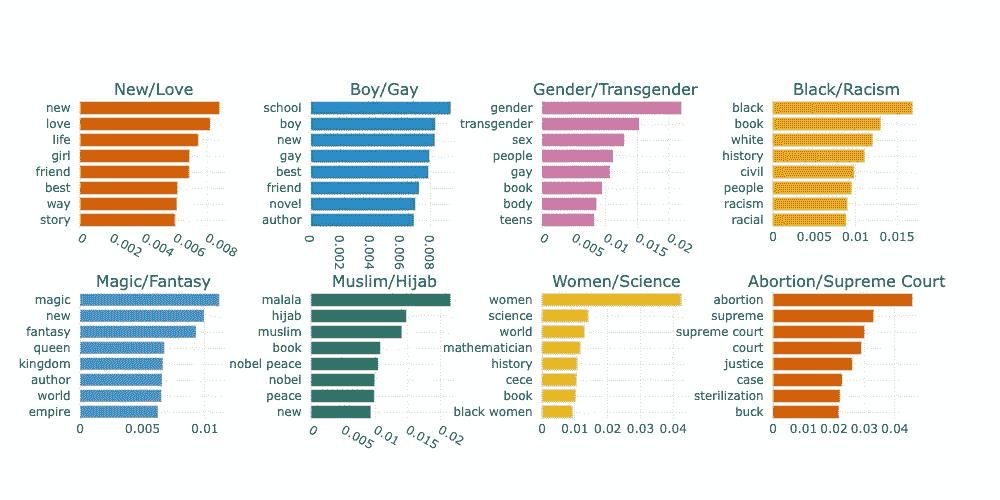 New/Love
new
love
life
girl
friend
best
way
story
0 0.002 0.004 0.006 0.008
Boy/Gay
school
boy
new
gay
best
friend
novel
author
0 0.002 0.004 0.006 0.008
Gender/Transgender
gender
transgender
sex
people
gay
book
body
teens
0 0.005 0.01 0.015 0.02
Black/Racism
black
book
white
history
civil
people
racism
racial
0 0.005 0.01 0.015
Magic/Fantasy
magic
new
fantasy
queen
kingdom
author
world
empire
0 0.005 0.01
Muslim/Hijab
malala
hijab
muslim
book
nobel peace
nobel
peace
new
0 0.005 0.01 0.015 0.02
Women/Science
women
science
world
mathematician
history
cece
book
black women
0 0.01 0.02 0.03 0.04
Abortion/Supreme Court
abortion
supreme
supreme court
court
justice
case
sterilization
buck
0 0.01 0.02 0.03 0.04